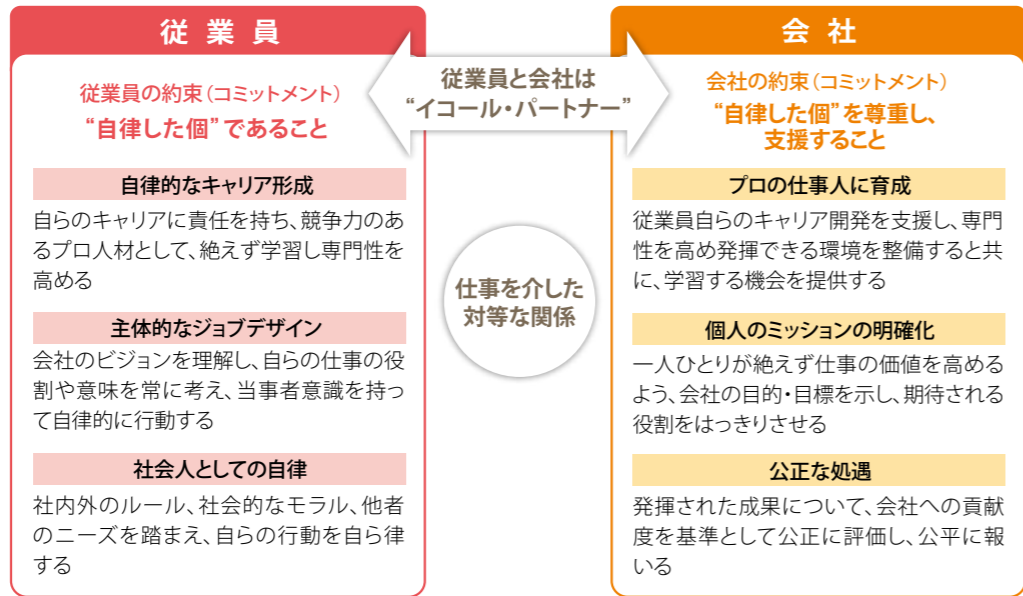 従業員
従業員の約束（コミットメント）
“自律した個”であること
自律的なキャリア形成
自らのキャリアに責任を持ち、競争力のあ
るプロ人材として、絶えず学習し専門性を
高める
主体的なジョブデザイン
会社のビジョンを理解し、自らの仕事の役
割や意味を常に考え、当事者意識を持っ
て自律的に行動する
社会人としての自律
社内外のルール、社会的なモラル、他者
のニーズを踏まえ、自らの行動を自ら律
する
従業員と会社は
“イコール・パートナー”
仕事を介した
対等な関係
会社
会社の約束（コミットメント）
“自律した個”を尊重し、
支援すること
プロの仕事人に育成
従業員自らのキャリア開発を支援し、専門
性を高め発揮できる環境を整備すると共
に、学習する機会を提供する
個人のミッションの明確化
一人ひとりが絶えず仕事の価値を高める
よう、会社の目的・目標を示し、期待される
役割をはっきりさせる
公正な処遇
発揮された成果について、会社への貢献
度を基準として公正に評価し、公平に報
いる